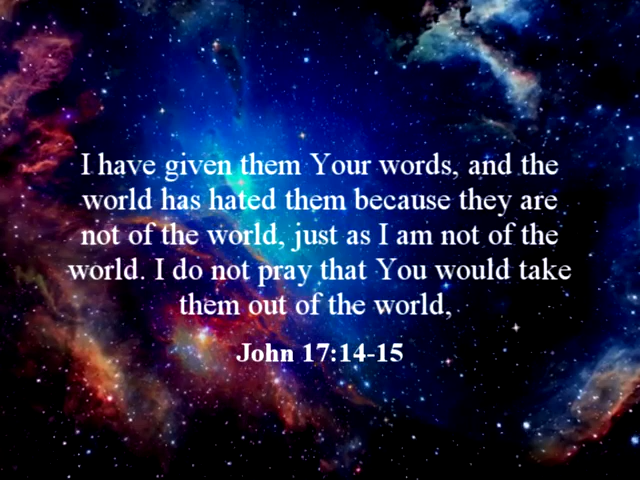 I have given them Your words, and the
world has hated them because they are
not of the world, just as I am not of the
world. I do not pray that You would take
them out of the world,
John 17:14-15